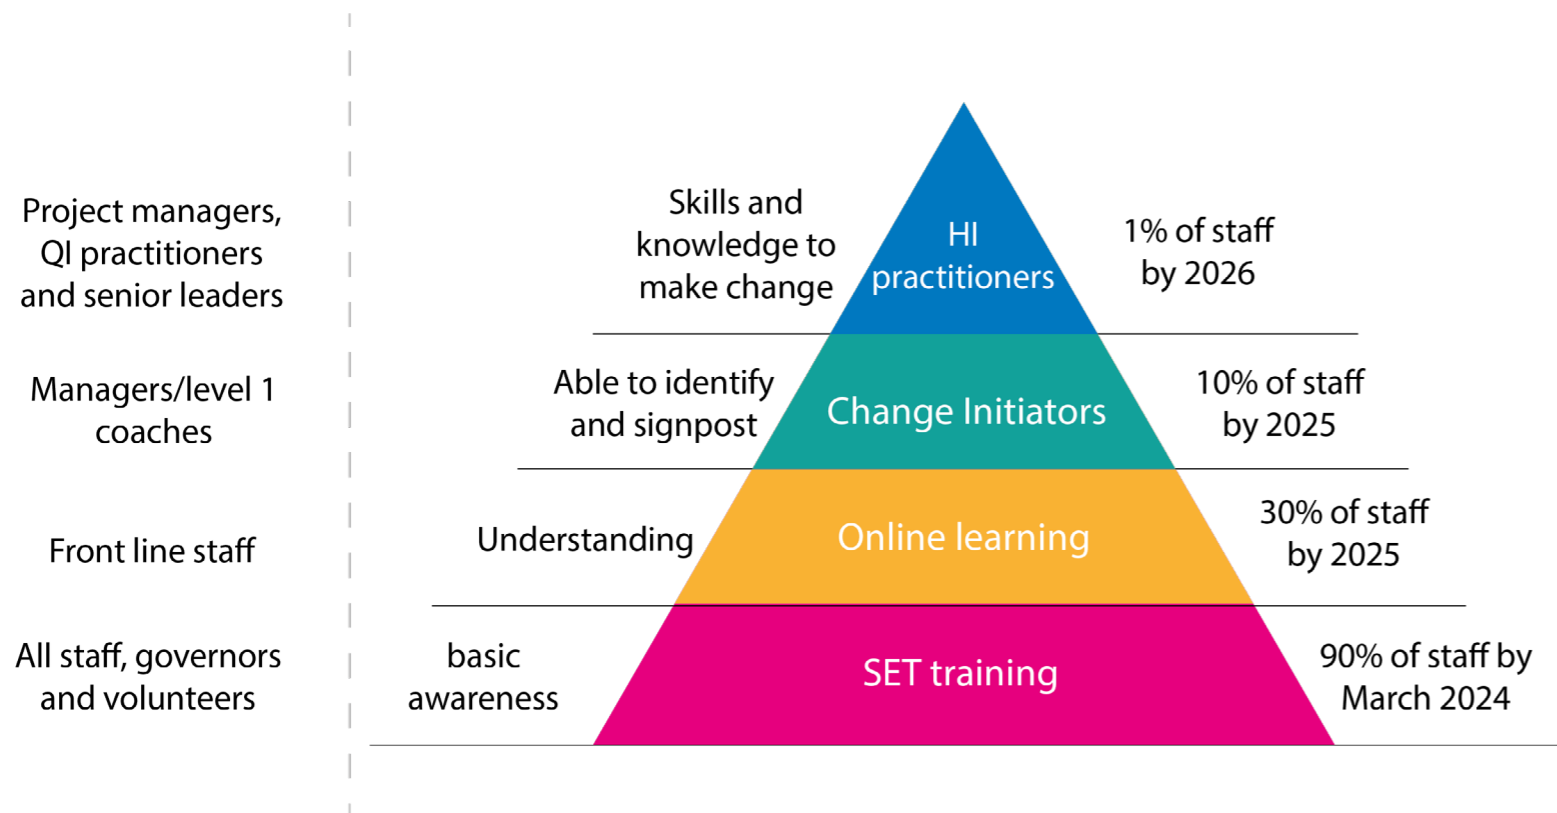 Project managers,
QI practitioners
and senior leaders
Skills and
knowledge to
make change
HI
practitioners
1% of staff
by 2026
Managers/level 1
coaches
Able to identify
and signpost
Change Initiators
10% of staff
by 2025
Front line staff
Understanding
Online learning
30% of staff
by 2025
All staff, governors
and volunteers
basic
awareness
SET training
90% of staff by
March 2024